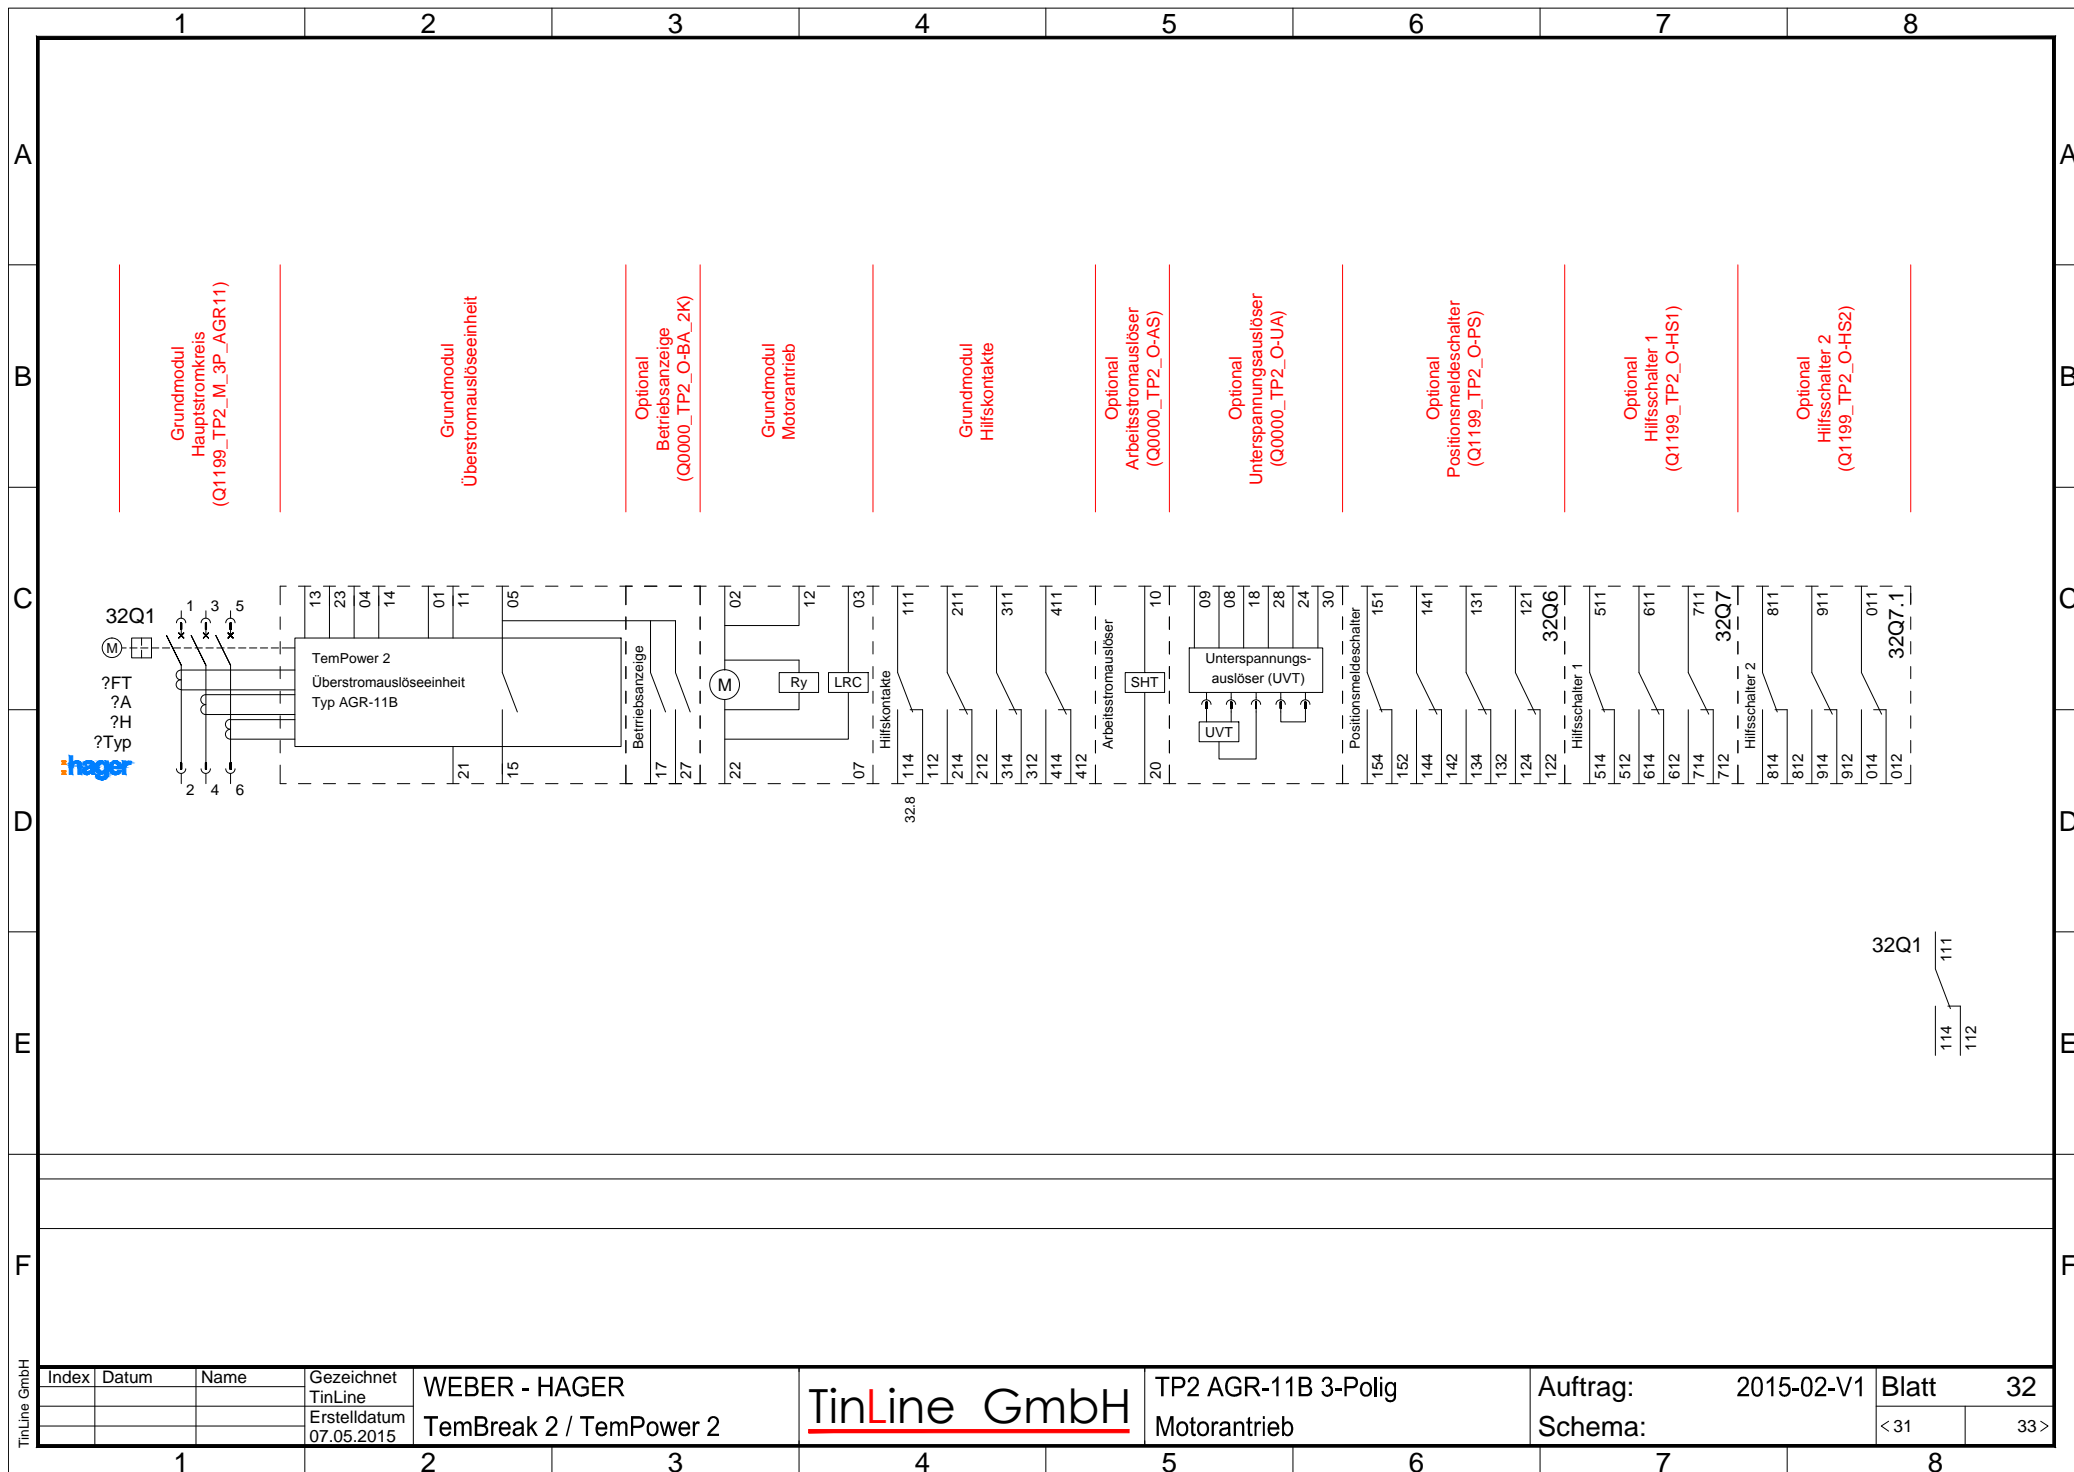 1 2 3 4 5 6 7 8
A A
B B
C C
D D
E E
F F
Grundmodul
Hauptstromkreis
(Q1199_TP2_M_3P_AGR11)
Grundmodul
Überstromauslöseeinheit
Optional
Betriebsanzeige
(Q0000_TP2_O-BA_2K)
Grundmodul
Motorantrieb
Grundmodul
Hilfskontakte
Optional
Arbeitsstromauslöser
(Q0000_TP2_O-AS)
Optional
Unterspannungsauslöser
(Q0000_TP2_O-UA)
Optional
Positionsmeldeschalter
(Q1199_TP2_O-PS)
Optional
Hilfsschalter 1
(Q1199_TP2_O-HS1)
Optional
Hilfsschalter 2
(Q1199_TP2_O-HS2)
32Q1
1 3 5
M
?FT
?A
?H
?Typ
:hager
2 4 6
13 23 04 14 01 11 05
TemPower 2
Überstromauslöseeinheit
Typ AGR-11B
21 15
Betriebsanzeige
17 27
02 12 03
M Ry LRC
22 07
Hilfskontakte
111 211 311 411
114 112 214 212 314 312 414 412
32.8
Arbeitsstromauslöser
10
SHT
20
09 08 18 28 24 30
Unterspannungs-
auslöser (UVT)
UVT
Positionsmeldeschalter
151 141 131 121
32Q6
154 152 144 142 134 132 124 122
Hilfsschalter 1
511 611 711
32Q7
514 512 614 612 714 712
Hilfsschalter 2
811 911 011
32Q7.1
814 812 914 912 014 012
32Q1
111
114 112
TinLine GmbH
Index Datum Name
Gezeichnet
TinLine
Erstelldatum
07.05.2015
WEBER - HAGER
TemBreak 2 / TemPower 2
TinLine GmbH
TP2 AGR-11B 3-Polig
Motorantrieb
Auftrag: 2015-02-V1
Schema:
Blatt 32
<31 33>
1 2 3 4 5 6 7 8